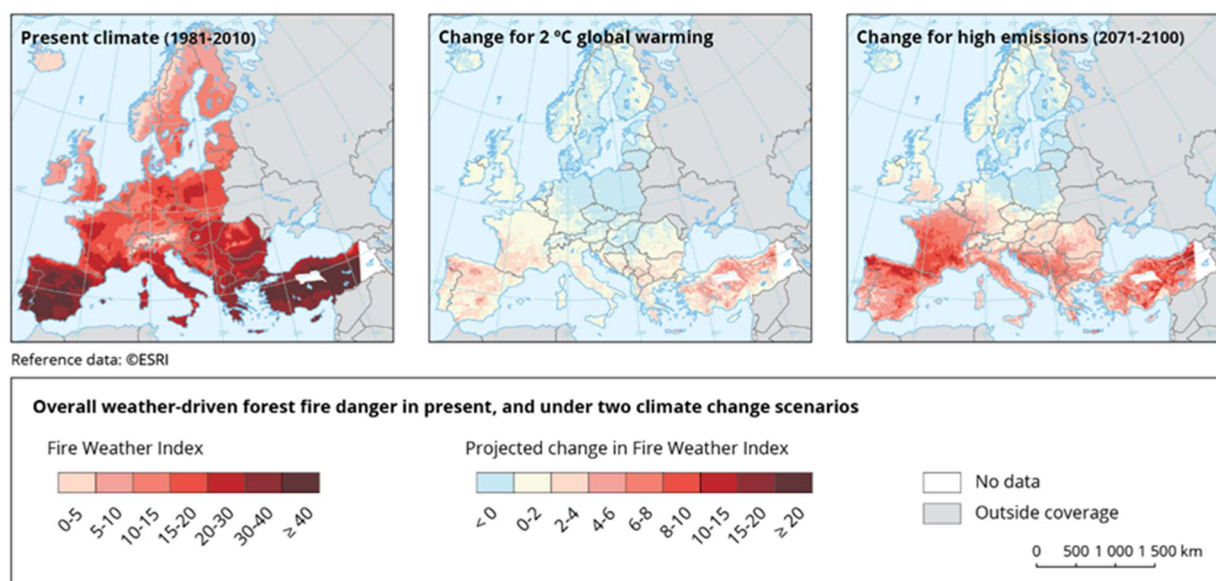 Present climate (1981-2010)
Change for 2 ºC global warming
Change for high emissions (2071-2100)
Reference data: ©ESRI
Overall weather-driven forest fire danger in present, and under two climate change scenarios
Fire Weather Index
0-5
5-10
10-15
15-20
20-30
30-40
≥ 40
Projected change in Fire Weather Index
< 0
0-2
2-4
4-6
6-8
8-10
10-15
15-20
≥ 20
No data
Outside coverage
0 500 1 000 1 500 km